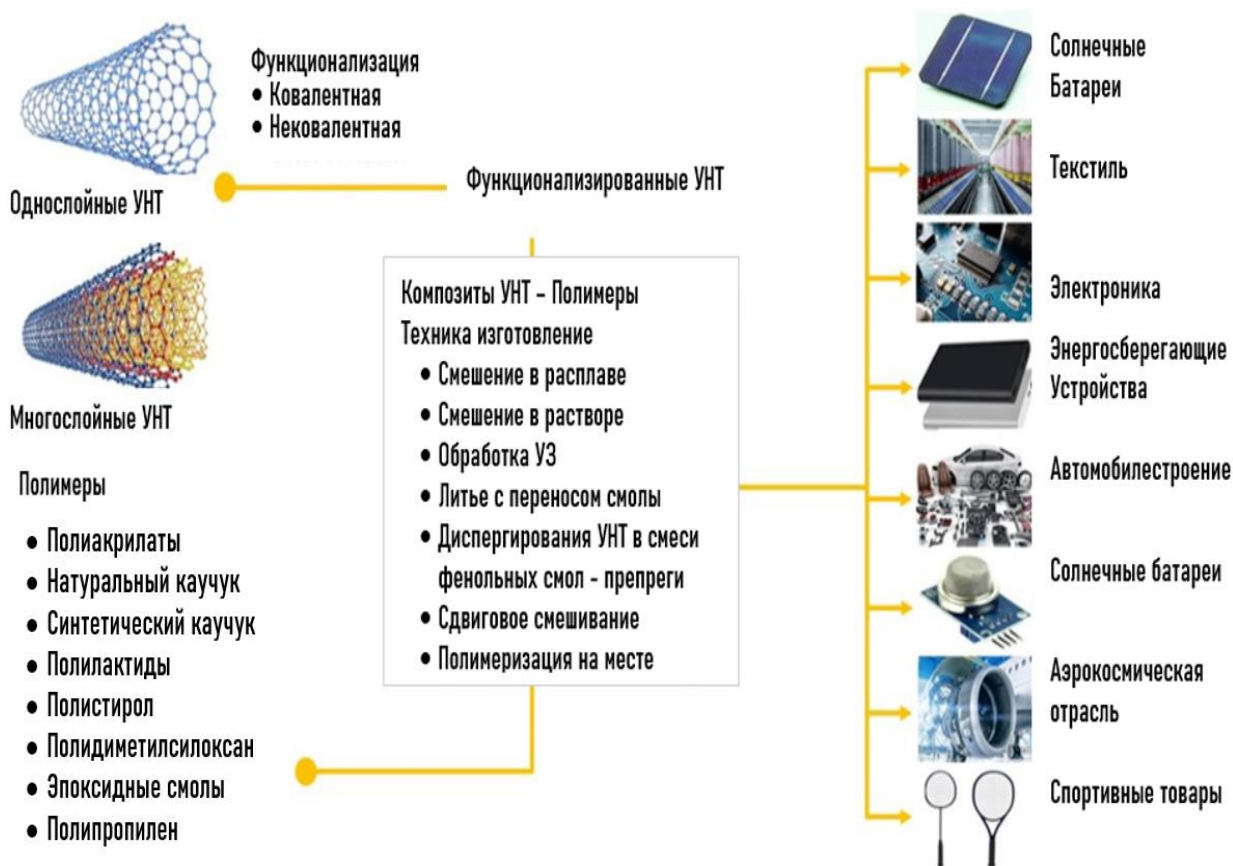 Функционализация
• Ковалентная
• Нековалентная
Однослойные УНТ
Функционализированные УНТ
Многослойные УНТ
Полимеры
• Полиакрилаты
• Натуральный каучук
• Синтетический каучук
• Полилактиды
• Полистирол
• Полидиметилсилоксан
• Эпоксидные смолы
• Полипропилен
Композиты УНТ – Полимеры
Техника изготовление
• Смешение в расплаве
• Смешение в растворе
• Обработка УЗ
• Литье с переносом смолы
• Диспергирования УНТ в смеси
фенольных смол - препреги
• Сдвиговое смешивание
• Полимеризация на месте
Солнечные
Батареи
Текстиль
Электроника
Энергосберегающие
Устройства
Автомобилестроение
Солнечные батареи
Аэрокосмическая
отрасль
Спортивные товары